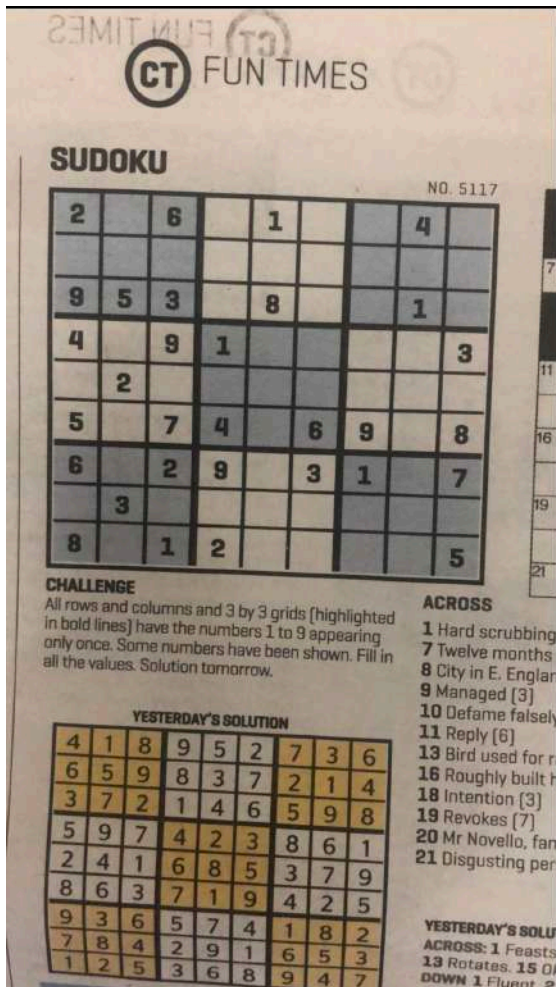 CT FUN TIMES
SUDOKU
NO. 5117
2 6 1 4
9 5 3 8 1
4 9 1 3
2
5 7 4 6 9 8
6 2 9 3 1 7
3
8 1 2 5
CHALLENGE
All rows and columns and 3 by 3 grids (highlighted
in bold lines) have the numbers 1 to 9 appearing
only once. Some numbers have been shown. Fill in
all the values. Solution tomorrow.
YESTERDAY'S SOLUTION
4 1 8 9 5 2 7 3 6
6 5 9 8 3 7 2 1 4
3 7 2 1 4 6 5 9 8
5 9 7 4 2 3 8 6 1
2 4 1 6 8 5 3 7 9
8 6 3 7 1 9 4 2 5
9 3 6 5 7 4 1 8 2
7 8 4 2 9 1 6 5 3
1 2 5 3 6 8 9 4 7
7
11
16
19
21
ACROSS
1 Hard scrubbing
7 Twelve months
8 City in E.
9 Managed (3)
10 Defame falsely
11 Reply (6)
13 Bird used for
16 Roughly built
18 Intention (3)
19 Revokes (7)
20 Mr Novello,
21 Disgusting
YESTERDAY'S
ACROSS: 1 Feasts
13 Rotates. 15
DOWN 1 Fluent.